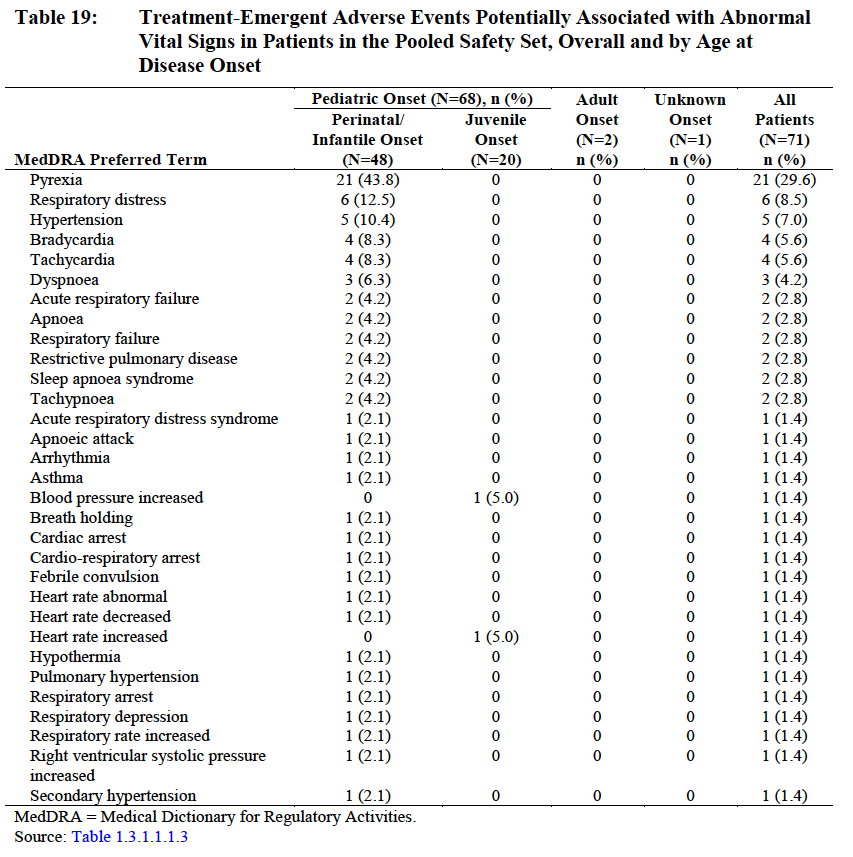 Table 19: Treatment-Emergent Adverse Events Potentially Associated with Abnormal
Vital Signs in Patients in the Pooled Safety Set, Overall and by Age at
Disease Onset
Pediatric Onset (N=68), n (%) Adult Unknown All
Perinatal/ Juvenile Onset Onset Patients
Infantile Onset Onset (N=2) (N=1) (N=71)
MedDRA Preferred Term (N=48) (N=20) n (%) n (%) n (%)
Pyrexia 21 (43.8) 0 0 0 21 (29.6)
Respiratory distress 6 (12.5) 0 0 0 6 (8.5)
Hypertension 5 (10.4) 0 0 0 5 (7.0)
Bradycardia 4 (8.3) 0 0 0 4 (5.6)
Tachycardia 4 (8.3) 0 0 0 4 (5.6)
Dyspnoea 3 (6.3) 0 0 0 3 (4.2)
Acute respiratory failure 2 (4.2) 0 0 0 2 (2.8)
Apnoea 2 (4.2) 0 0 0 2 (2.8)
Respiratory failure 2 (4.2) 0 0 0 2 (2.8)
Restrictive pulmonary disease 2 (4.2) 0 0 0 2 (2.8)
Sleep apnoea syndrome 2 (4.2) 0 0 0 2 (2.8)
Tachypnoea 2 (4.2) 0 0 0 2 (2.8)
Acute respiratory distress syndrome 1 (2.1) 0 0 0 1 (1.4)
Apnoeic attack 1 (2.1) 0 0 0 1 (1.4)
Arrhythmia 1 (2.1) 0 0 0 1 (1.4)
Asthma 1 (2.1) 0 0 0 1 (1.4)
Blood pressure increased 0 1 (5.0) 0 0 1 (1.4)
Breath holding 1 (2.1) 0 0 0 1 (1.4)
Cardiac arrest 1 (2.1) 0 0 0 1 (1.4)
Cardio-respiratory arrest 1 (2.1) 0 0 0 1 (1.4)
Febrile convulsion 1 (2.1) 0 0 0 1 (1.4)
Heart rate abnormal 1 (2.1) 0 0 0 1 (1.4)
Heart rate decreased 1 (2.1) 0 0 0 1 (1.4)
Heart rate increased 0 1 (5.0) 0 0 1 (1.4)
Hypothermia 1 (2.1) 0 0 0 1 (1.4)
Pulmonary hypertension 1 (2.1) 0 0 0 1 (1.4)
Respiratory arrest 1 (2.1) 0 0 0 1 (1.4)
Respiratory depression 1 (2.1) 0 0 0 1 (1.4)
Respiratory rate increased 1 (2.1) 0 0 0 1 (1.4)
Right ventricular systolic pressure 1 (2.1) 0 0 0 1 (1.4)
increased
Secondary hypertension 1 (2.1) 0 0 0 1 (1.4)
MedDRA = Medical Dictionary for Regulatory Activities.
Source: Table 1.3.1.1.1.3